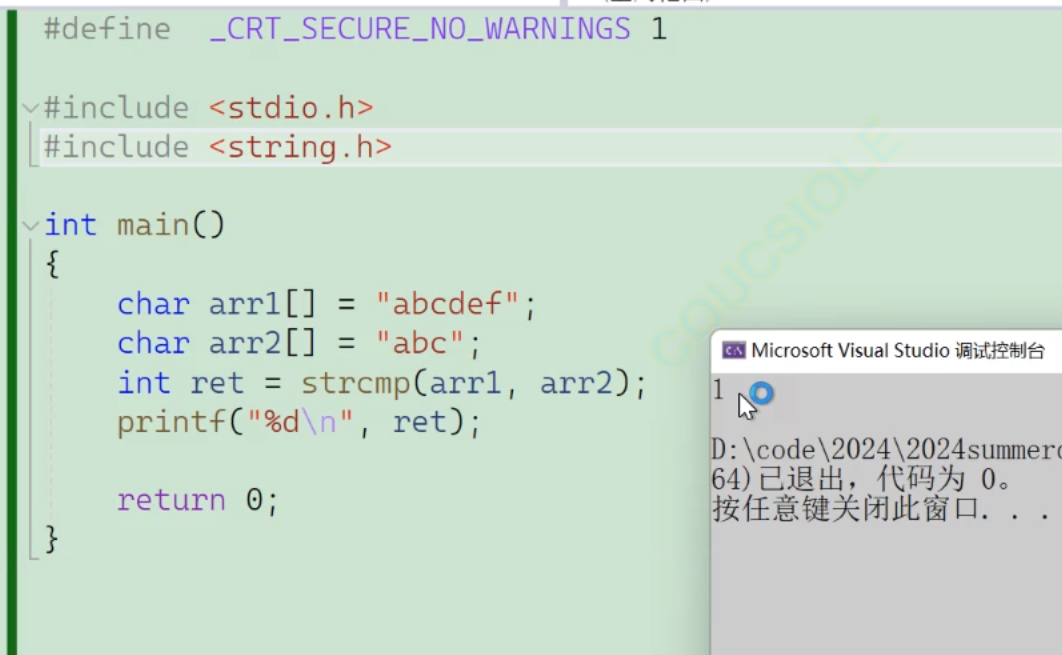 #define _CRT_SECURE_NO_WARNINGS 1
#include <stdio.h>
#include <string.h>
int main()
{
char arr1[] = "abcdef";
char arr2[] = "abc";
int ret = strcmp(arr1, arr2);
printf("%d\n", ret);
return 0;
}
COUCSIOLE
Microsoft Visual Studio 调试控制台
1
D:\code\2024\2024summer
64)已退出，代码为 0。
按任意键关闭此窗口. . .